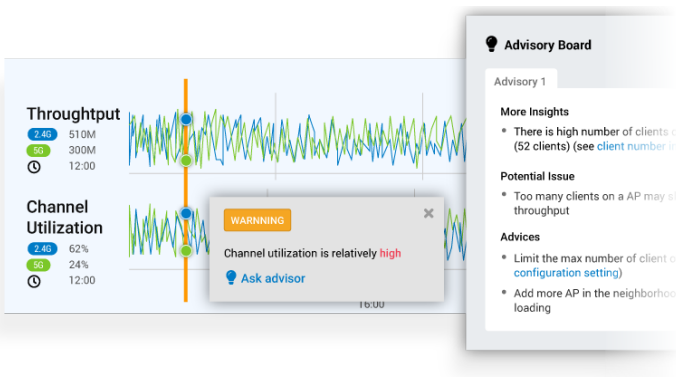 Throughtput
2.4G 510M
5G 300M
12:00
Channel
Utilization
2.4G 62%
5G 24%
12:00
WARNNING
Channel utilization is relatively high
Ask advisor
16:00
Advisory Board
Advisory 1
More Insights
There is high number of clients
(52 clients) (see client number
Potential Issue
Too many clients on a AP may
throughput
Advices
Limit the max number of client
configuration setting)
Add more AP in the
loading